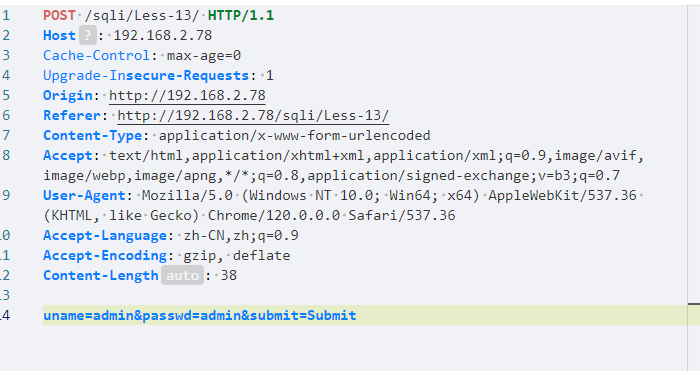 1 POST /sqli/Less-13/ HTTP/1.1
2 Host ? : 192.168.2.78
3 Cache-Control: max-age=0
4 Upgrade-Insecure-Requests: 1
5 Origin: http://192.168.2.78
6 Referer: http://192.168.2.78/sqli/Less-13/
7 Content-Type: application/x-www-form-urlencoded
8 Accept: text/html,application/xhtml+xml,application/xml;q=0.9,image/avif,
image/webp,image/apng,*/*;q=0.8,application/signed-exchange;v=b3;q=0.7
9 User-Agent: Mozilla/5.0 (Windows NT 10.0; Win64; x64) AppleWebKit/537.36
(KHTML, like Gecko) Chrome/120.0.0.0 Safari/537.36
0 Accept-Language: zh-CN,zh;q=0.9
1 Accept-Encoding: gzip, deflate
2 Content-Length auto : 38
3
4 uname=admin&passwd=admin&submit=Submit